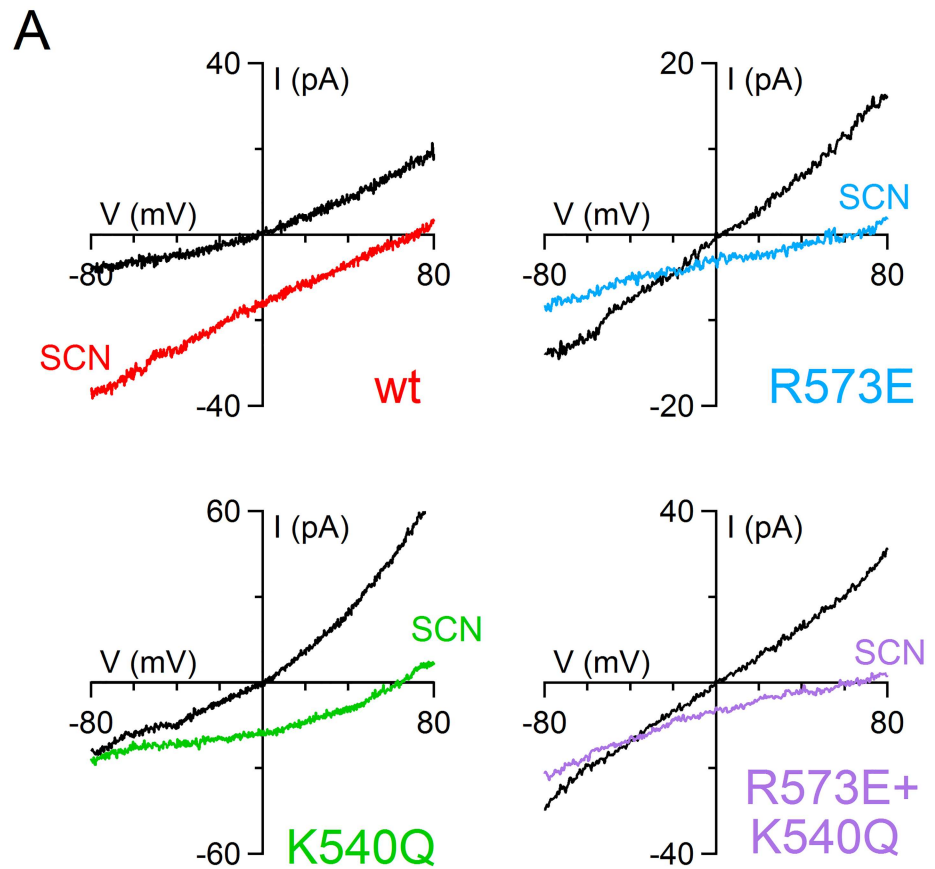 A
40
I (pA)
V (mV)
-80
80
SCN
wt
-40
20
I (pA)
V (mV)
SCN
-80
80
R573E
-20
60
I (pA)
SCN
V (mV)
-80
80
K540Q
-60
40
I (pA)
V (mV)
SCN
-80
80
R573E+
K540Q
-40